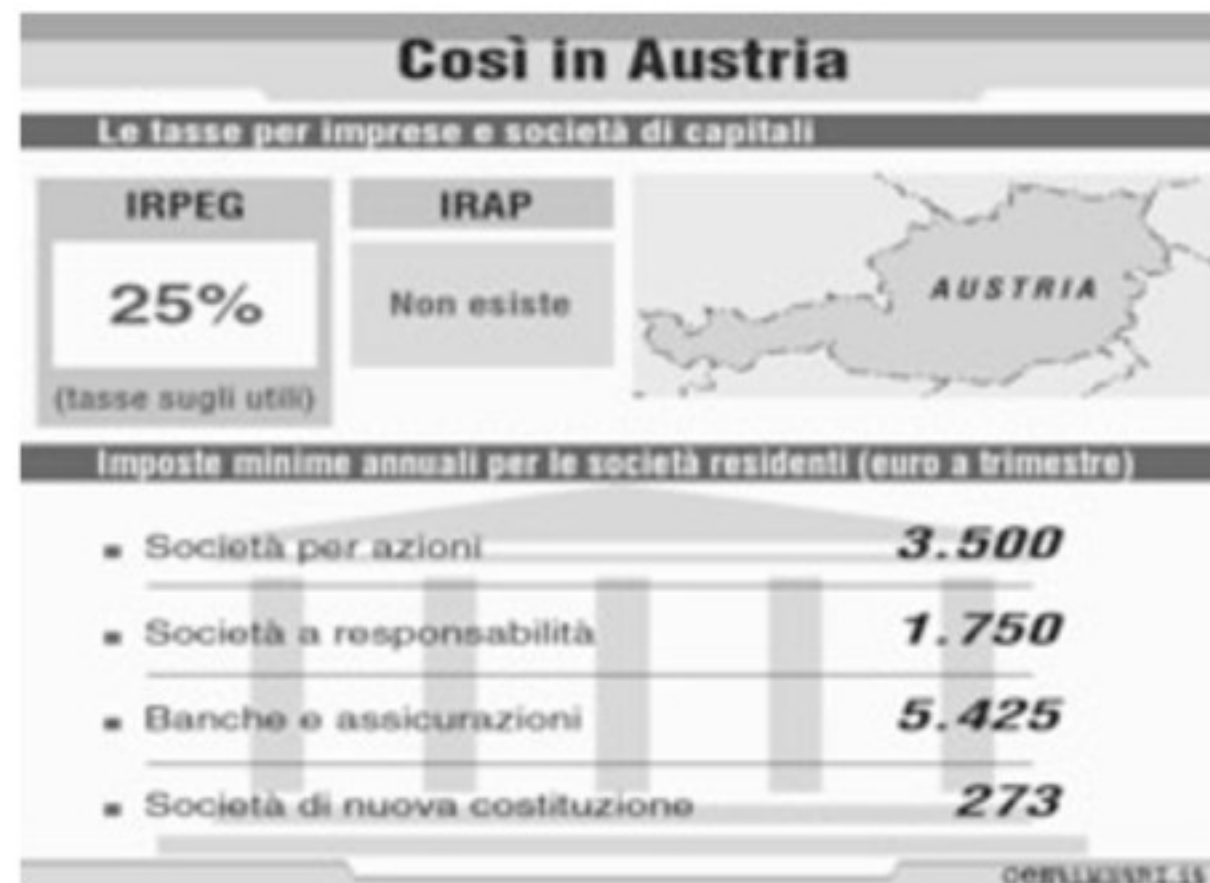 Così in Austria
Le tasse per imprese e società di capitali
IRPEG
25%
(tasse sugli utili)
IRAP
Non esiste
AUSTRIA
Imposte minime annuali per le società residenti (euro a trimestre)
Società per azioni 3.500
Società a responsabilità 1.750
Banche e assicurazioni 5.425
Società di nuova costituzione 273